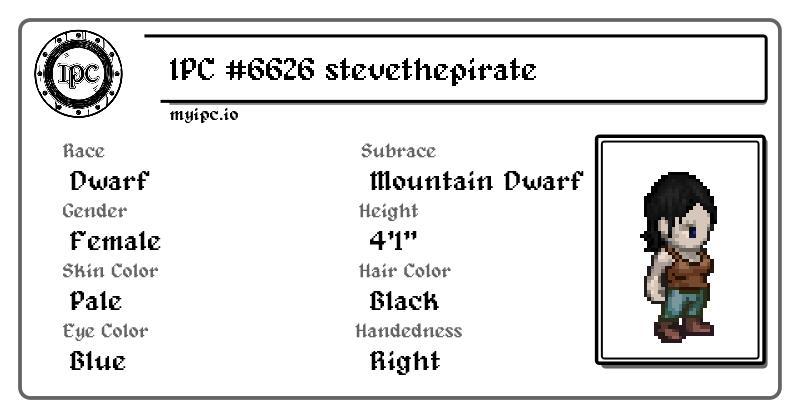 IPC
IPC #6626 stevethepirate
myipc.io
Race
Dwarf
Subrace
Mountain Dwarf
Gender
Female
Height
4'1"
Skin Color
Pale
Hair Color
Black
Eye Color
Blue
Handedness
Right